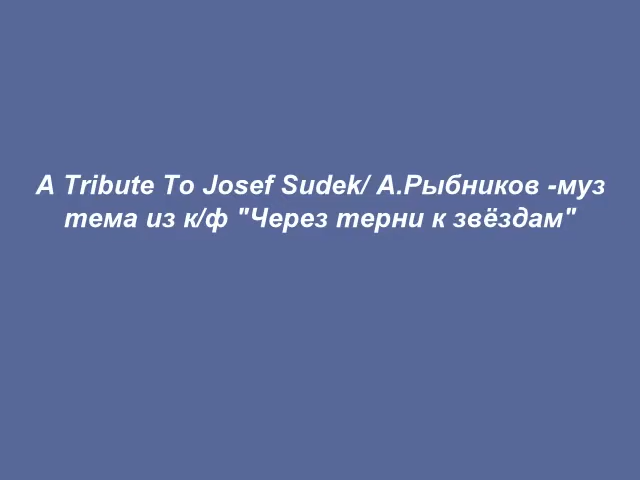 A Tribute To Josef Sudek/ А.Рыбников -муз
тема из к/ф "Через терни к звёздам"